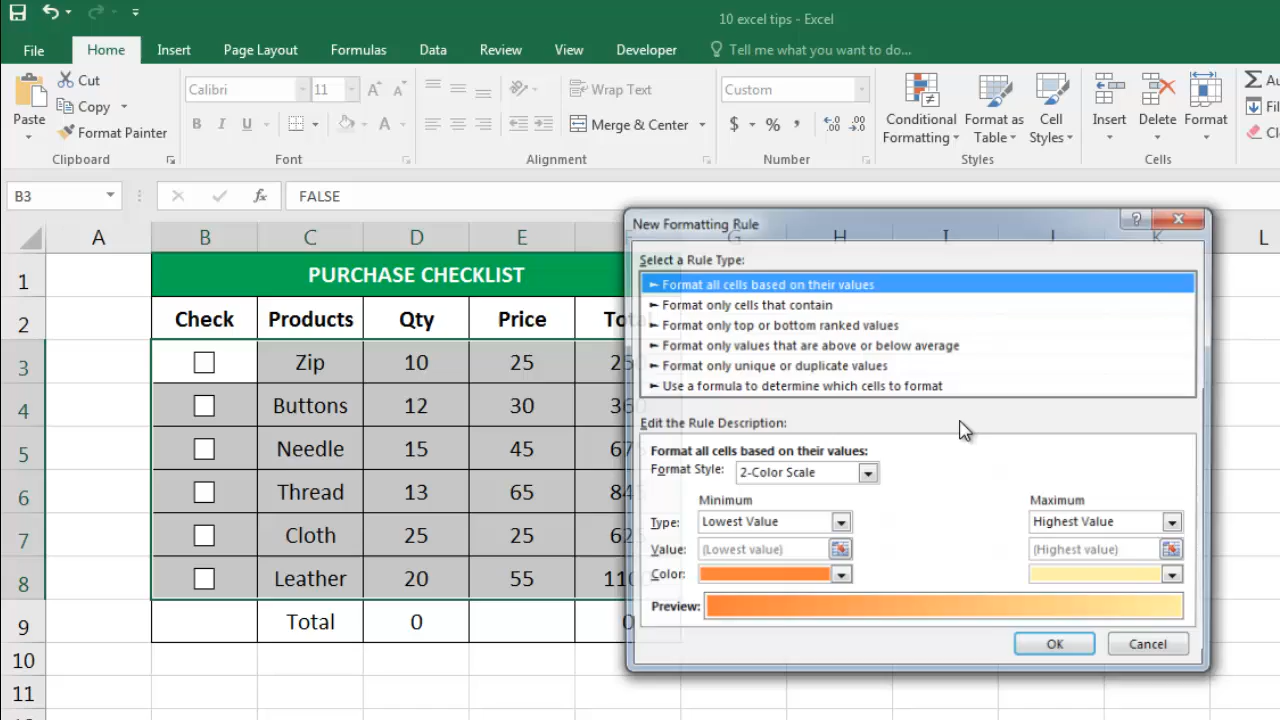 10 excel tips - Excel
File Home Insert Page Layout Formulas Data Review View Developer Tell me what you want to do...
Paste Cut Copy Format Painter Clipboard
Calibri 11 B I U A Font
Wrap Text Merge & Center Alignment
Custom $ % , Number
Conditional Formatting Format as Table Cell Styles Styles
Insert Delete Format Cells
B3 fx FALSE
A B C D E F G H I J K L
1 PURCHASE CHECKLIST
2 Check Products Qty Price
3 Zip 10 25
4 Buttons 12 30
5 Needle 15 45
6 Thread 13 65
7 Cloth 25 25
8 Leather 20 55
9 Total 0 0
10
11
New Formatting Rule
Select a Rule Type:
► Format all cells based on their values
► Format only cells that contain
► Format only top or bottom ranked values
► Format only values that are above or below average
► Format only unique or duplicate values
► Use a formula to determine which cells to format
Edit the Rule Description:
Format all cells based on their values:
Format Style: 2-Color Scale
Minimum Maximum
Type: Lowest Value Highest Value
Value: (Lowest value) (Highest value)
Color:
Preview:
OK Cancel